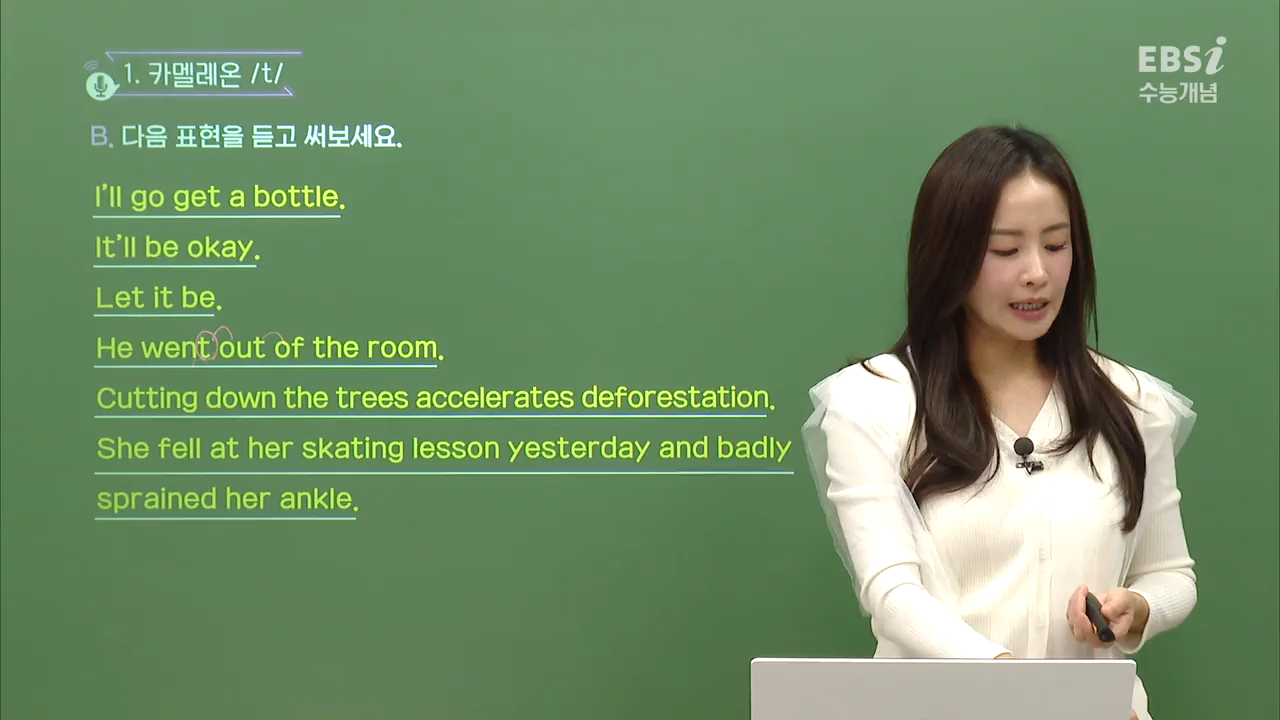 1. 카멜레온 /t/
EBSi
수능개념
B. 다음 표현을 듣고 써보세요.
I'll go get a bottle.
It'll be okay.
Let it be.
He went out of the room.
Cutting down the trees accelerates deforestation.
She fell at her skating lesson yesterday and badly
sprained her ankle.